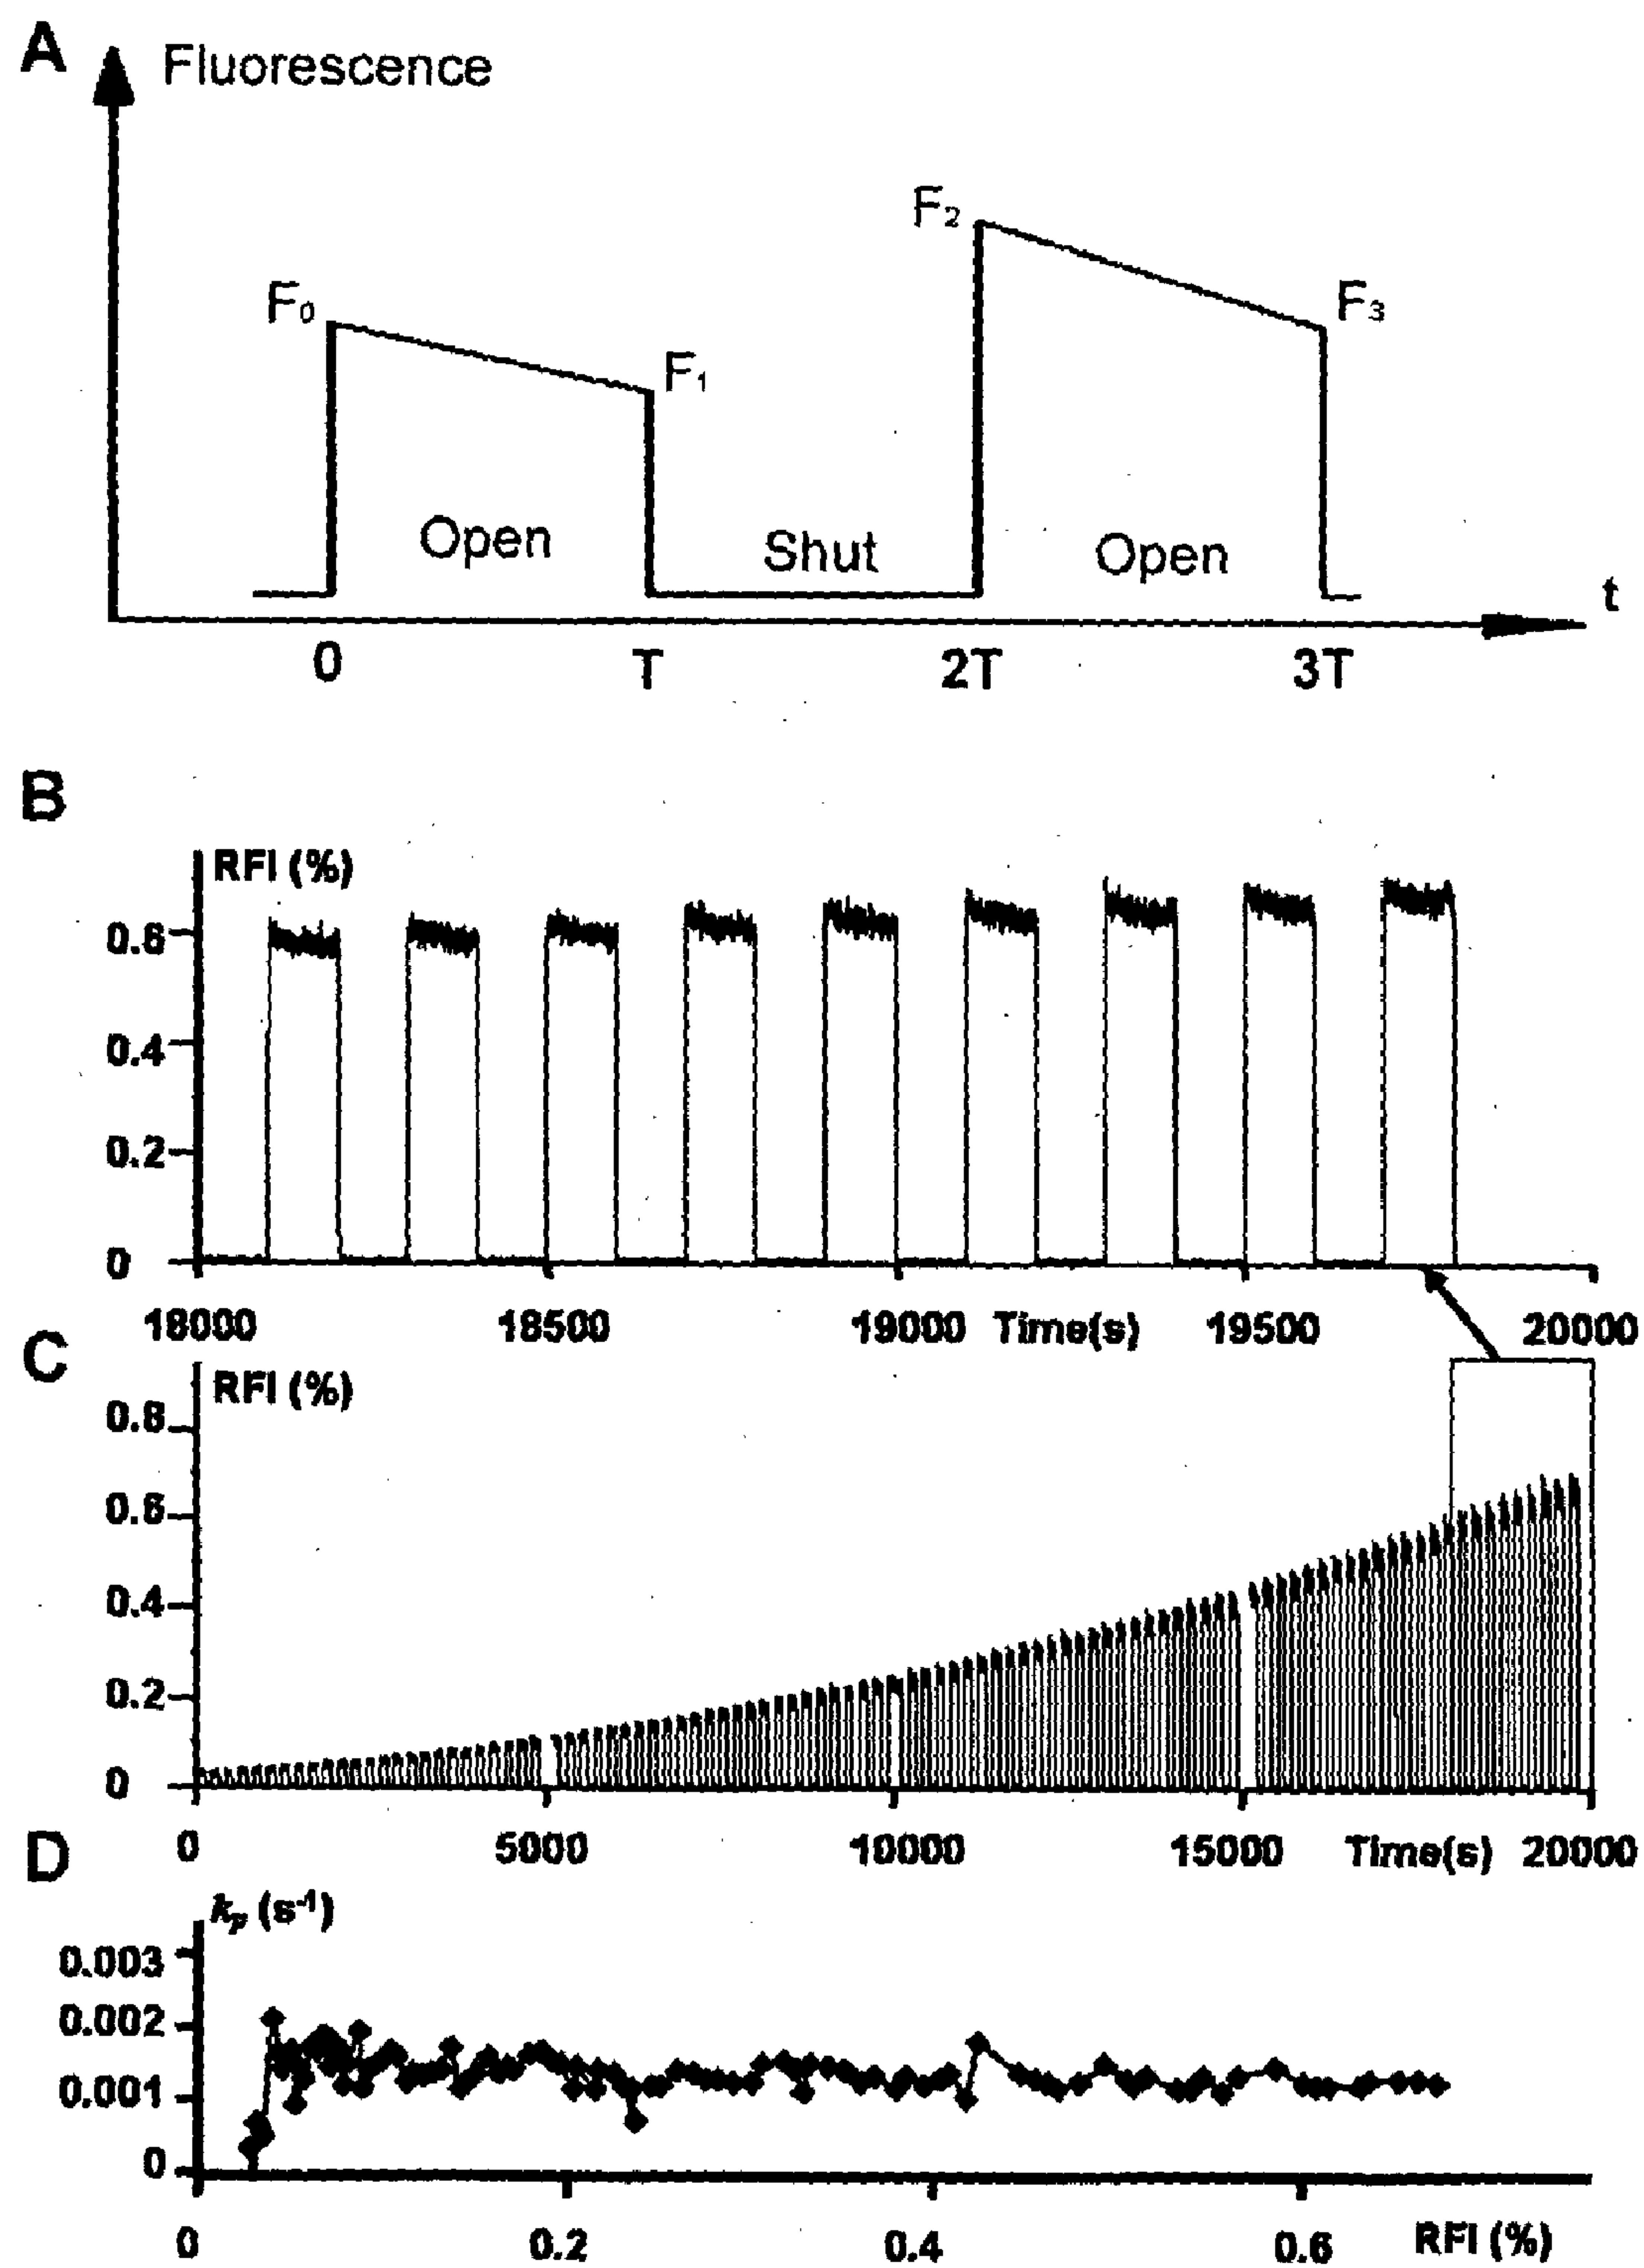 A
Fluorescence
F₀
F₁
F₂
F₃
Open
Shut
Open
t
0 T 2T 3T
B
RFI (%)
0.6
0.4
0.2
0
18000 18500 19000 Time(s) 19500 20000
C
RFI (%)
0.8
0.6
0.4
0.2
0
0 5000 10000 15000 Time(s) 20000
D
kₚ (s⁻¹)
0.003
0.002
0.001
0
0 0.2 0.4 0.6 RFI (%)